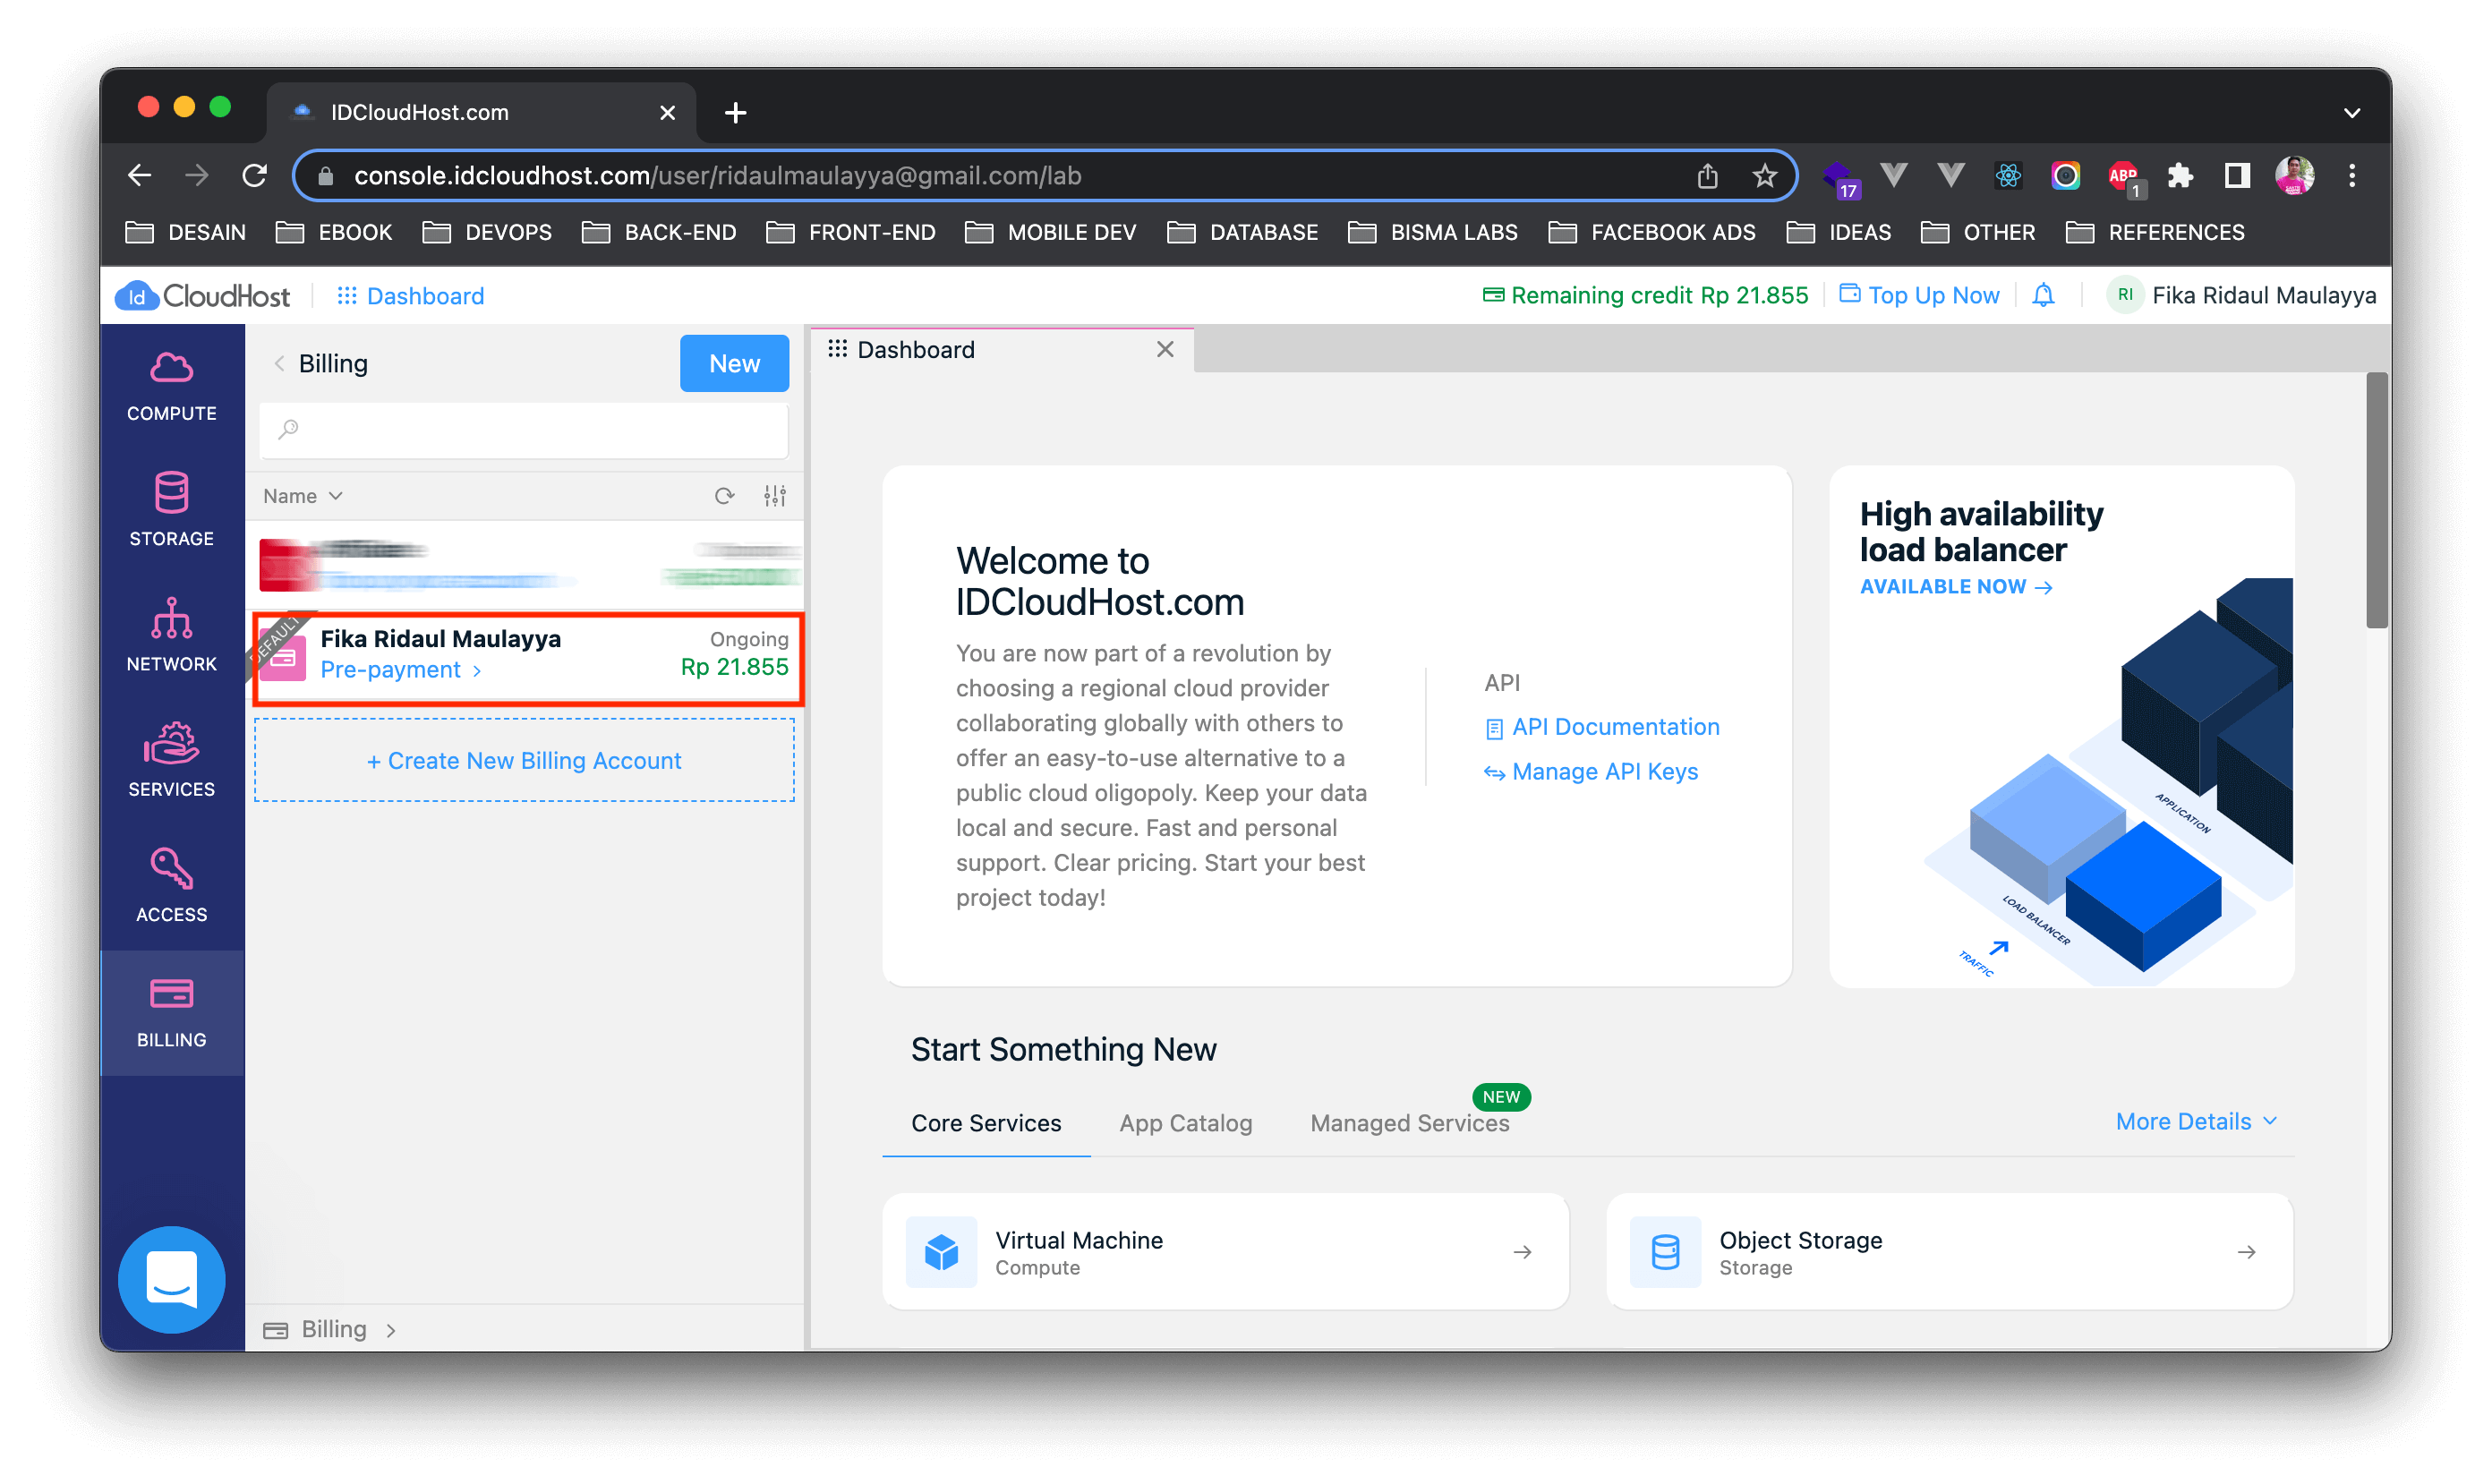 IDCloudHost.com
console.idcloudhost.com/user/ridaulmaulayya@gmail.com/lab
17
ABP
1
DESAIN
EBOOK
DEVOPS
BACK-END
FRONT-END
MOBILE DEV
DATABASE
BISMA LABS
FACEBOOK ADS
IDEAS
OTHER
REFERENCES
Id CloudHost
Dashboard
Remaining credit Rp 21.855
Top Up Now
RI
Fika Ridaul Maulayya
COMPUTE
STORAGE
NETWORK
SERVICES
ACCESS
BILLING
Billing
New
Name
DEFAULT
Fika Ridaul Maulayya
Ongoing
Pre-payment
Rp 21.855
+ Create New Billing Account
Billing
Dashboard
Welcome to
IDCloudHost.com
You are now part of a revolution by
choosing a regional cloud provider
collaborating globally with others to
offer an easy-to-use alternative to a
public cloud oligopoly. Keep your data
local and secure. Fast and personal
support. Clear pricing. Start your best
project today!
API
API Documentation
Manage API Keys
High availability
load balancer
AVAILABLE NOW
APPLICATION
LOAD BALANCER
TRAFFIC
Start Something New
Core Services
App Catalog
Managed Services
NEW
More Details
Virtual Machine
Compute
Object Storage
Storage